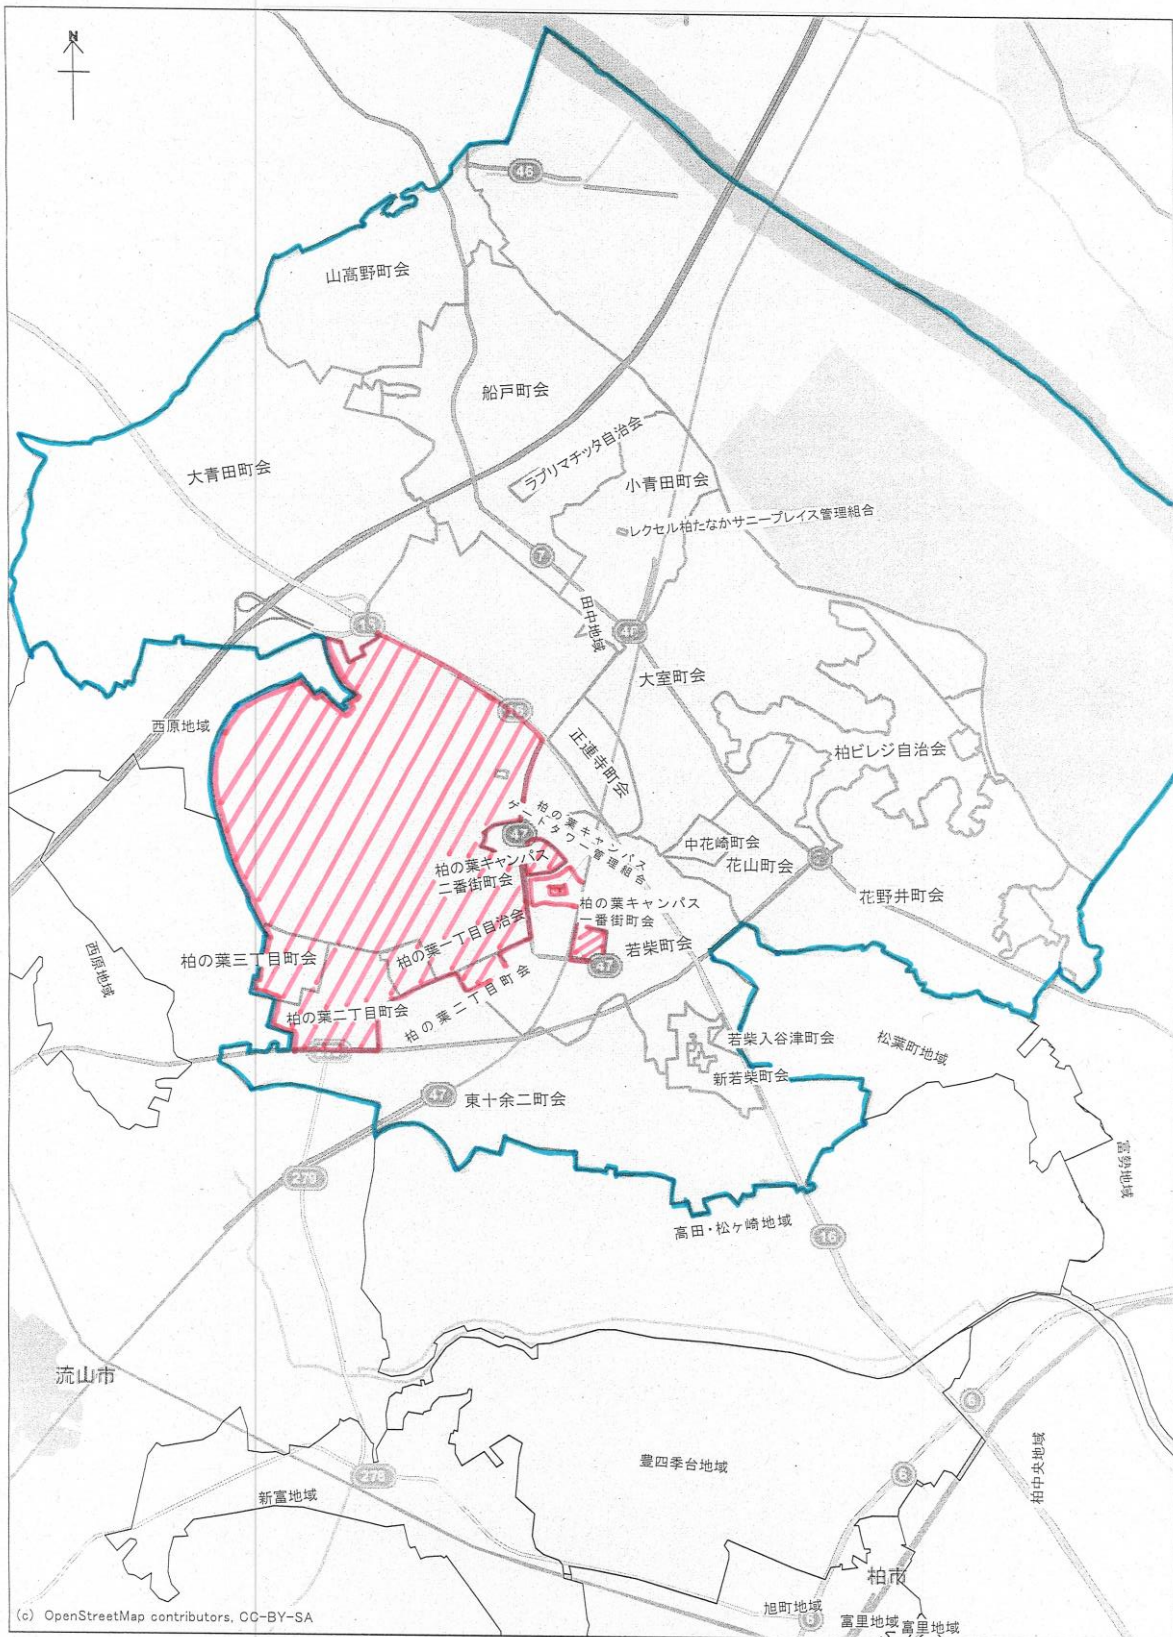 N
46
山高野町会
船戸町会
ラプリマチッタ自治会
大青田町会
小青田町会
レクセル柏たなかサニープレイス管理組合
7
田中地域
大室町会
西原地域
正連寺町会
柏ビレジ自治会
柏の葉キャンパス
ゲートタワー管理組合
47
中花崎町会
柏の葉キャンパス
二番街町会
花山町会
柏の葉キャンパス
一番街町会
花野井町会
柏の葉一丁目自治会
若柴町会
西原地域
柏の葉三丁目町会
47
柏の葉二丁目町会
柏の葉二丁目町会
若柴入谷津町会
松葉町地域
新若柴町会
47
東十余二町会
富勢地域
279
高田・松ヶ崎地域
16
流山市
6
豊四季台地域
柏中央地域
278
6
新富地域
柏市
旭町地域
6
富里地域
富里地域
(c) OpenStreetMap contributors, CC-BY-SA